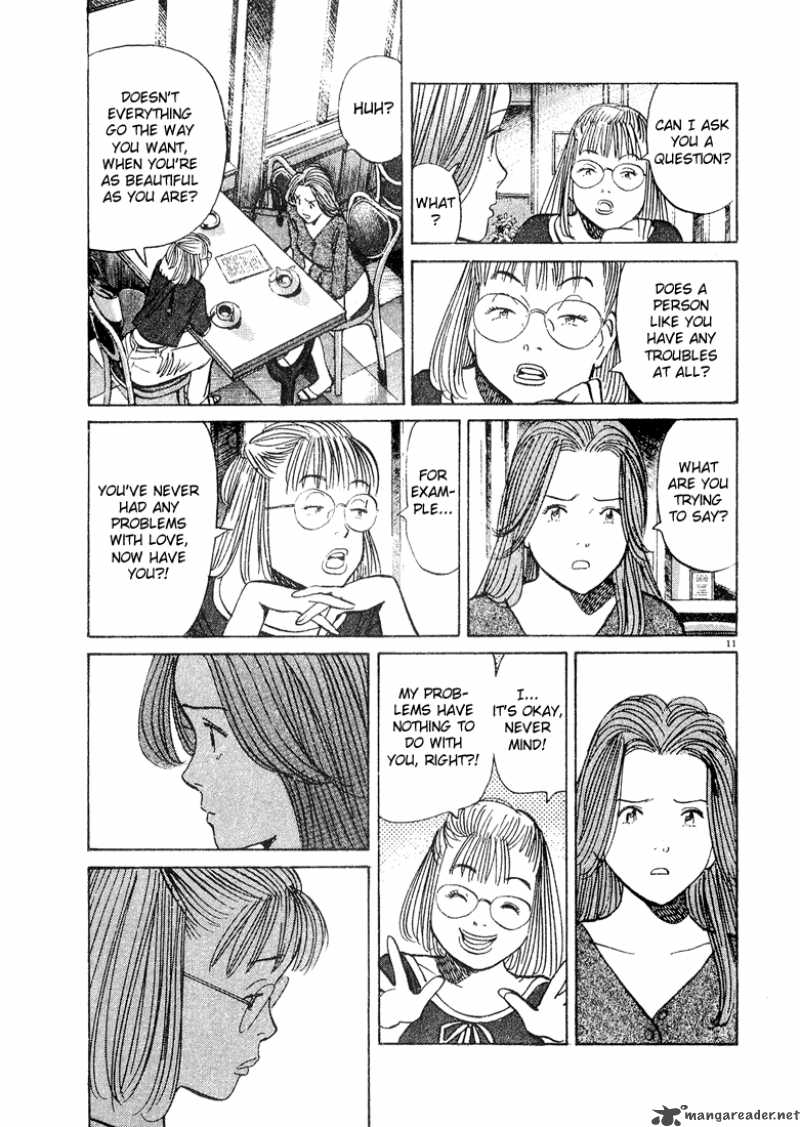 CAN I ASK
YOU A
QUESTION?
WHAT
?
HUH?
DOESN'T
EVERYTHING
GO THE WAY
YOU WANT,
WHEN YOU'RE
AS BEAUTIFUL
AS YOU ARE?
DOES A
PERSON
LIKE YOU
HAVE ANY
TROUBLES
AT ALL?
WHAT
ARE YOU
TRYING
TO SAY?
FOR
EXAM-
PLE...
YOU'VE NEVER
HAD ANY
PROBLEMS
WITH LOVE,
NOW HAVE
YOU?!
11
I...
IT'S OKAY,
NEVER
MIND!
MY PROB-
LEMS HAVE
NOTHING TO
DO WITH
YOU, RIGHT?!
mangareader.net